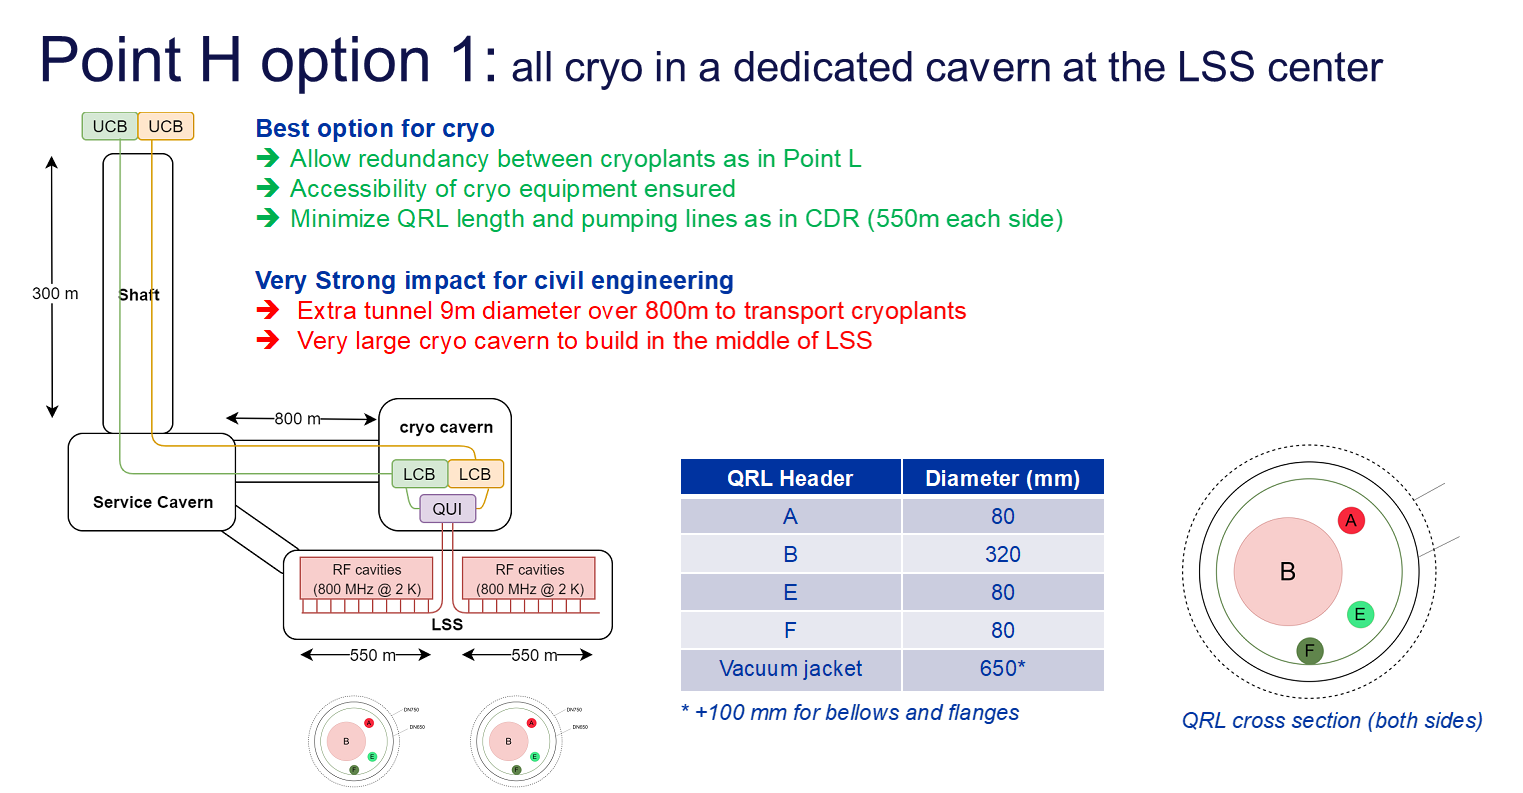 Point H option 1: all cryo in a dedicated cavern at the LSS center
UCB UCB
300 m
Shaft
Best option for cryo
➔ Allow redundancy between cryoplants as in Point L
➔ Accessibility of cryo equipment ensured
➔ Minimize QRL length and pumping lines as in CDR (550m each side)
Very Strong impact for civil engineering
➔ Extra tunnel 9m diameter over 800m to transport cryoplants
➔ Very large cryo cavern to build in the middle of LSS
800 m
cryo cavern
LCB LCB
QUI
Service Cavern
RF cavities
(800 MHz @ 2 K)
RF cavities
(800 MHz @ 2 K)
LSS
550 m
550 m
DN750
DN650
A
B
E
F
DN750
DN650
A
B
E
F
QRL Header Diameter (mm)
A 80
B 320
E 80
F 80
Vacuum jacket 650*
* +100 mm for bellows and flanges
A
B
E
F
QRL cross section (both sides)